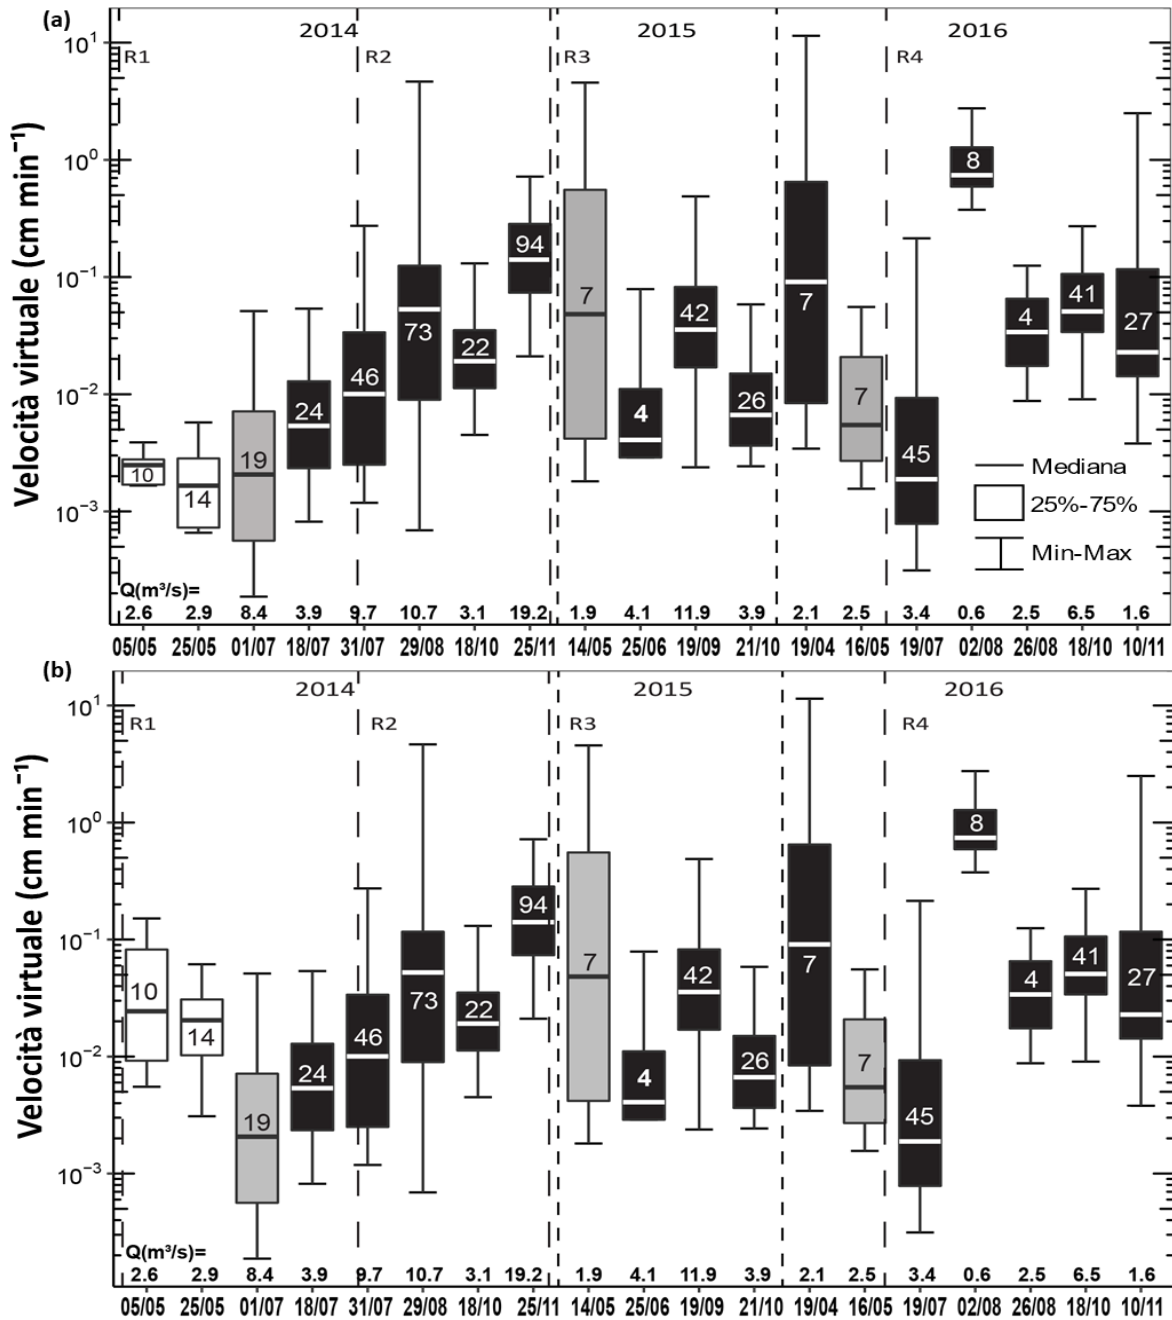 (a)
2014 2015 2016
R1 R2 R3 R4
Velocità virtuale (cm min⁻¹)
10¹
10⁰
10⁻¹
10⁻²
10⁻³
10 14 19 24 46 73 22 94 7 4 42 26 7 7 45 8 4 41 27
Mediana
25%-75%
Min-Max
Q(m³/s)=
2.6 2.9 8.4 3.9 9.7 10.7 3.1 19.2 1.9 4.1 11.9 3.9 2.1 2.5 3.4 0.6 2.5 6.5 1.6
05/05 25/05 01/07 18/07 31/07 29/08 18/10 25/11 14/05 25/06 19/09 21/10 19/04 16/05 19/07 02/08 26/08 18/10 10/11
(b)
2014 2015 2016
R1 R2 R3 R4
Velocità virtuale (cm min⁻¹)
10¹
10⁰
10⁻¹
10⁻²
10⁻³
10 14 19 24 46 73 22 94 7 4 42 26 7 7 45 8 4 41 27
Q(m³/s)=
2.6 2.9 8.4 3.9 9.7 10.7 3.1 19.2 1.9 4.1 11.9 3.9 2.1 2.5 3.4 0.6 2.5 6.5 1.6
05/05 25/05 01/07 18/07 31/07 29/08 18/10 25/11 14/05 25/06 19/09 21/10 19/04 16/05 19/07 02/08 26/08 18/10 10/11